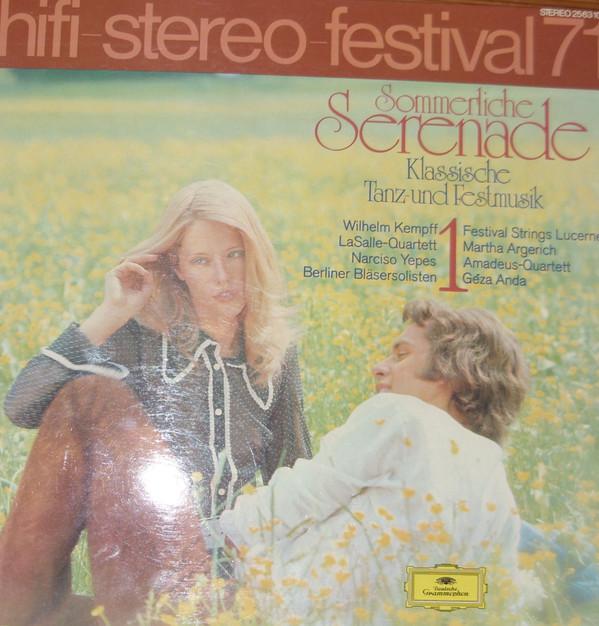 hifi-stereo-festival 71
STEREO 2563
Sommerliche
Serenade
Klassische
Tanz-und Festmusik
Wilhelm Kempff
LaSalle-Quartett
Narciso Yepes
Berliner Bläsersolisten
1
Festival Strings Lucerne
Martha Argerich
Amadeus-Quartett
Géza Anda
Deutsche
Grammophon